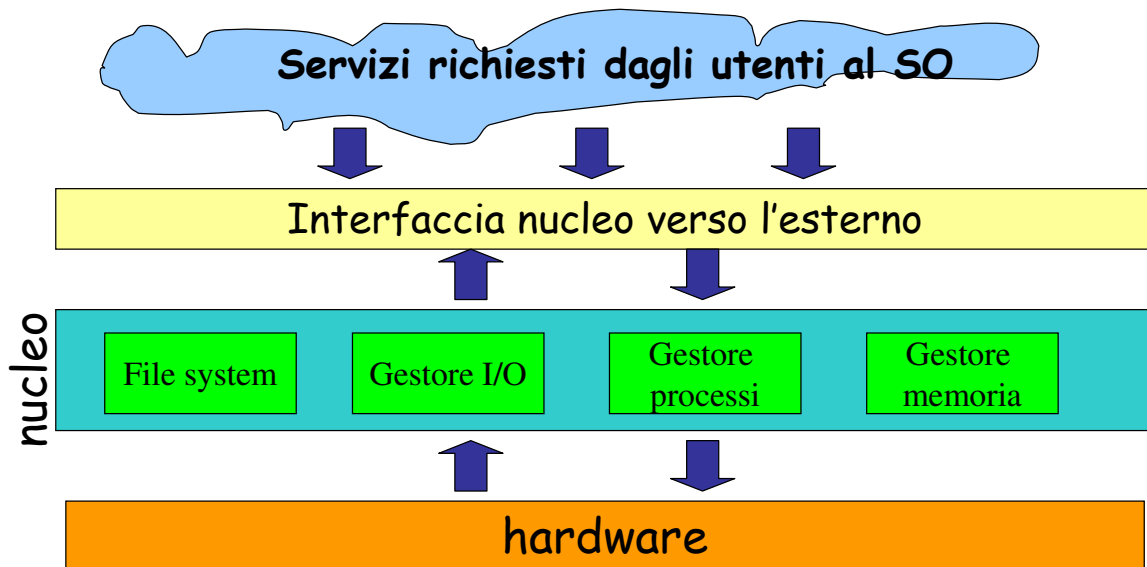 Servizi richiesti dagli utenti al SO
Interfaccia nucleo verso l'esterno
nucleo
File system
Gestore I/O
Gestore
processi
Gestore
memoria
hardware